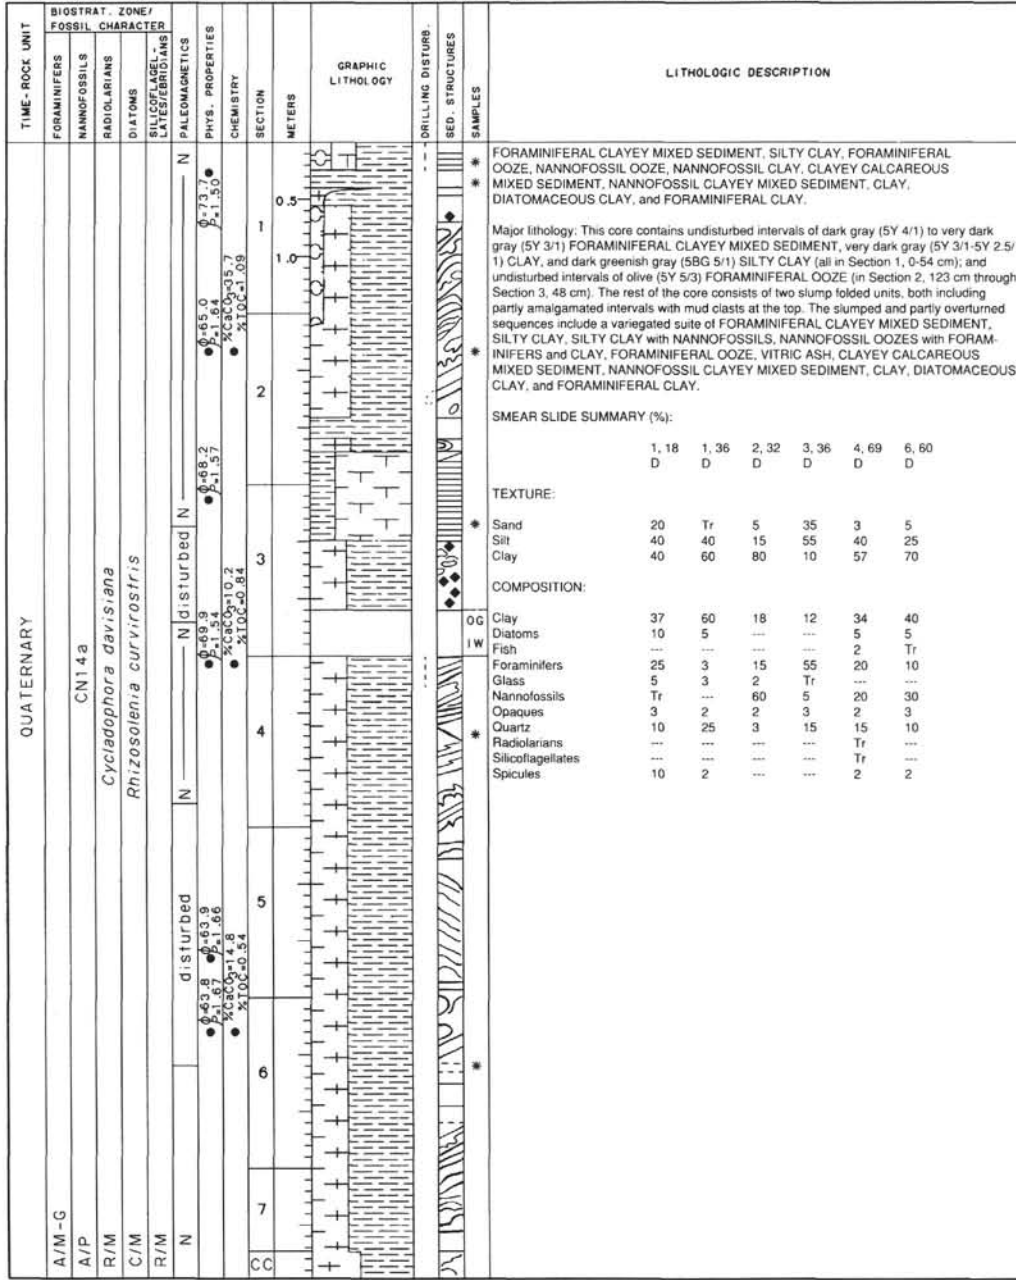 TIME-ROCK UNIT
BIOSTRAT. ZONE/
FOSSIL CHARACTER
FORAMINIFERS
NANNOFOSSILS
RADIOLARIANS
DIATOMS
SILICOFLAGEL-
LATES/EBRIDIANS
PALEOMAGNETICS
PHYS. PROPERTIES
CHEMISTRY
SECTION
METERS
GRAPHIC
LITHOLOGY
DRILLING DISTURB.
SED. STRUCTURES
SAMPLES
LITHOLOGIC DESCRIPTION
QUATERNARY
A/M-G
A/P
CN14a
R/M
Cycladophora davisiana
C/M
Rhizosolenia curvirostris
R/M
N
N
disturbed
N
N
disturbed
N
Φ=73.7
P=1.50
Φ=65.0
P=1.64
Φ=68.2
P=1.57
Φ=69.9
P=1.54
Φ=63.9
P=1.66
Φ=63.8
P=1.67
%CaCO3=35.7
%TOC=1.09
%CaCO3=10.2
%TOC=0.84
%CaCO3=14.8
%TOC=0.54
1
2
3
4
5
6
7
CC
0.5
1.0
OG
IW
FORAMINIFERAL CLAYEY MIXED SEDIMENT, SILTY CLAY, FORAMINIFERAL
OOZE, NANNOFOSSIL OOZE, NANNOFOSSIL CLAY, CLAYEY CALCAREOUS
MIXED SEDIMENT, NANNOFOSSIL CLAYEY MIXED SEDIMENT, CLAY,
DIATOMACEOUS CLAY, and FORAMINIFERAL CLAY.
Major lithology: This core contains undisturbed intervals of dark gray (5Y 4/1) to very dark
gray (5Y 3/1) FORAMINIFERAL CLAYEY MIXED SEDIMENT, very dark gray (5Y 3/1-5Y 2.5/
1) CLAY, and dark greenish gray (5BG 5/1) SILTY CLAY (all in Section 1, 0-54 cm); and
undisturbed intervals of olive (5Y 5/3) FORAMINIFERAL OOZE (in Section 2, 123 cm through
Section 3, 48 cm). The rest of the core consists of two slump folded units, both including
partly amalgamated intervals with mud clasts at the top. The slumped and partly overturned
sequences include a variegated suite of FORAMINIFERAL CLAYEY MIXED SEDIMENT,
SILTY CLAY, SILTY CLAY with NANNOFOSSILS, NANNOFOSSIL OOZES with FORAM-
INIFERS and CLAY, FORAMINIFERAL OOZE, VITRIC ASH, CLAYEY CALCAREOUS
MIXED SEDIMENT, NANNOFOSSIL CLAYEY MIXED SEDIMENT, CLAY, DIATOMACEOUS
CLAY, and FORAMINIFERAL CLAY.
SMEAR SLIDE SUMMARY (%):
1, 18 1, 36 2, 32 3, 36 4, 69 6, 60
D D D D D D
TEXTURE:
Sand 20 Tr 5 35 3 5
Silt 40 40 15 55 40 25
Clay 40 60 80 10 57 70
COMPOSITION:
Clay 37 60 18 12 34 40
Diatoms 10 5 --- --- 5 5
Fish --- --- --- --- 2 Tr
Foraminifers 25 3 15 55 20 10
Glass 5 3 2 Tr --- ---
Nannofossils Tr --- 60 5 20 30
Opaques 3 2 2 3 2 3
Quartz 10 25 3 15 15 10
Radiolarians --- --- --- --- Tr ---
Silicoflagellates --- --- --- --- Tr ---
Spicules 10 2 --- --- 2 2